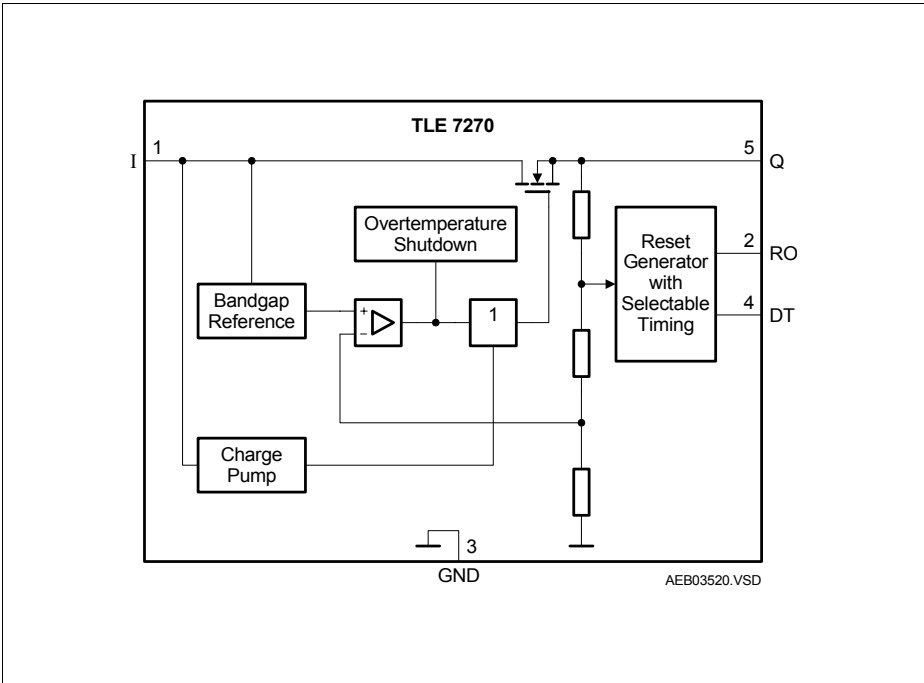 TLE 7270
1
I
5
Q
Overtemperature
Shutdown
Reset
Generator
with
Selectable
Timing
2
RO
4
DT
Bandgap
Reference
+
−
1
Charge
Pump
3
GND
AEB03520.VSD